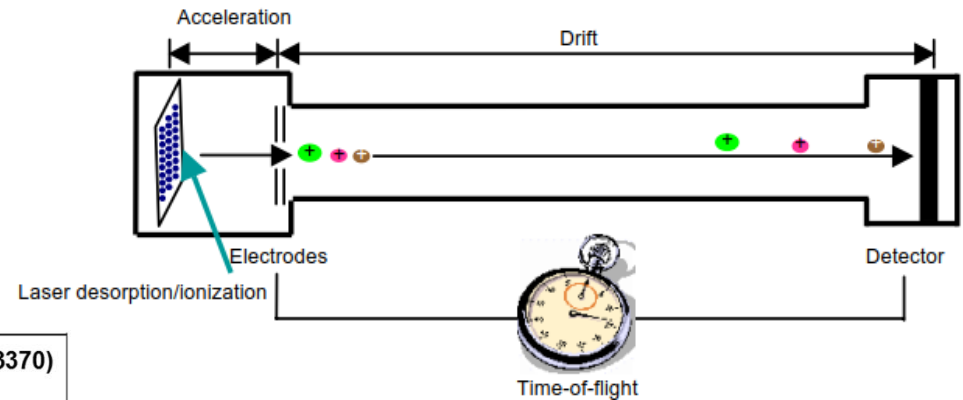 Acceleration
Drift
Electrodes
Detector
Laser desorption/ionization
3370)
Time-of-flight